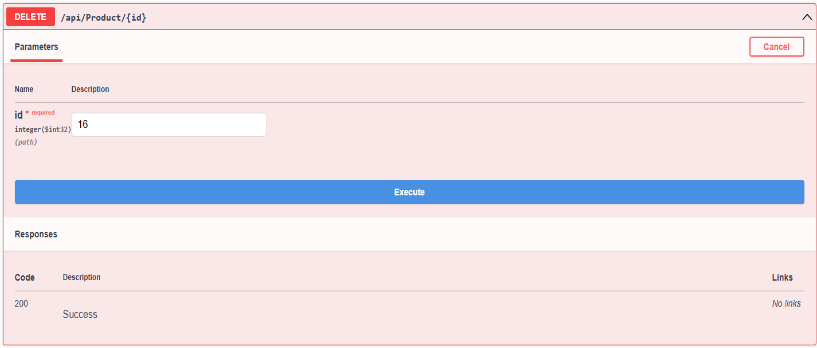 DELETE /api/Product/{id}
Parameters Cancel
Name Description
id * required
integer($int32)
(path)
16
Execute
Responses
Code Description Links
200 Success No links